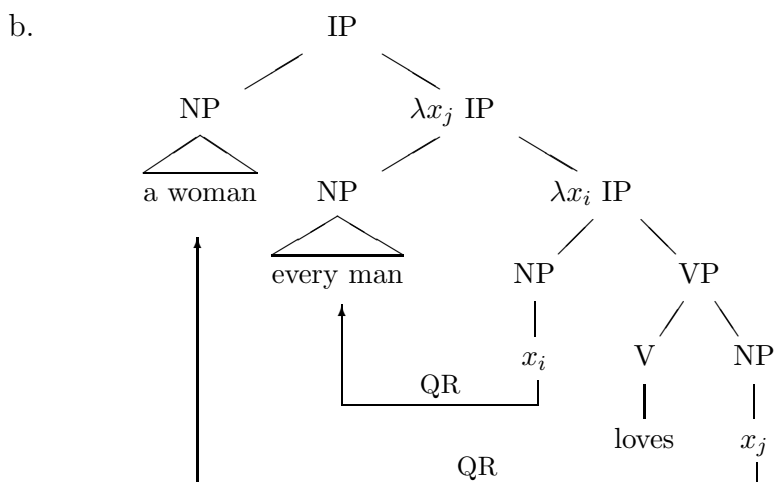 b.
IP
NP λx_j IP
a woman NP λx_i IP
every man NP VP
x_i V NP
QR
loves x_j
QR